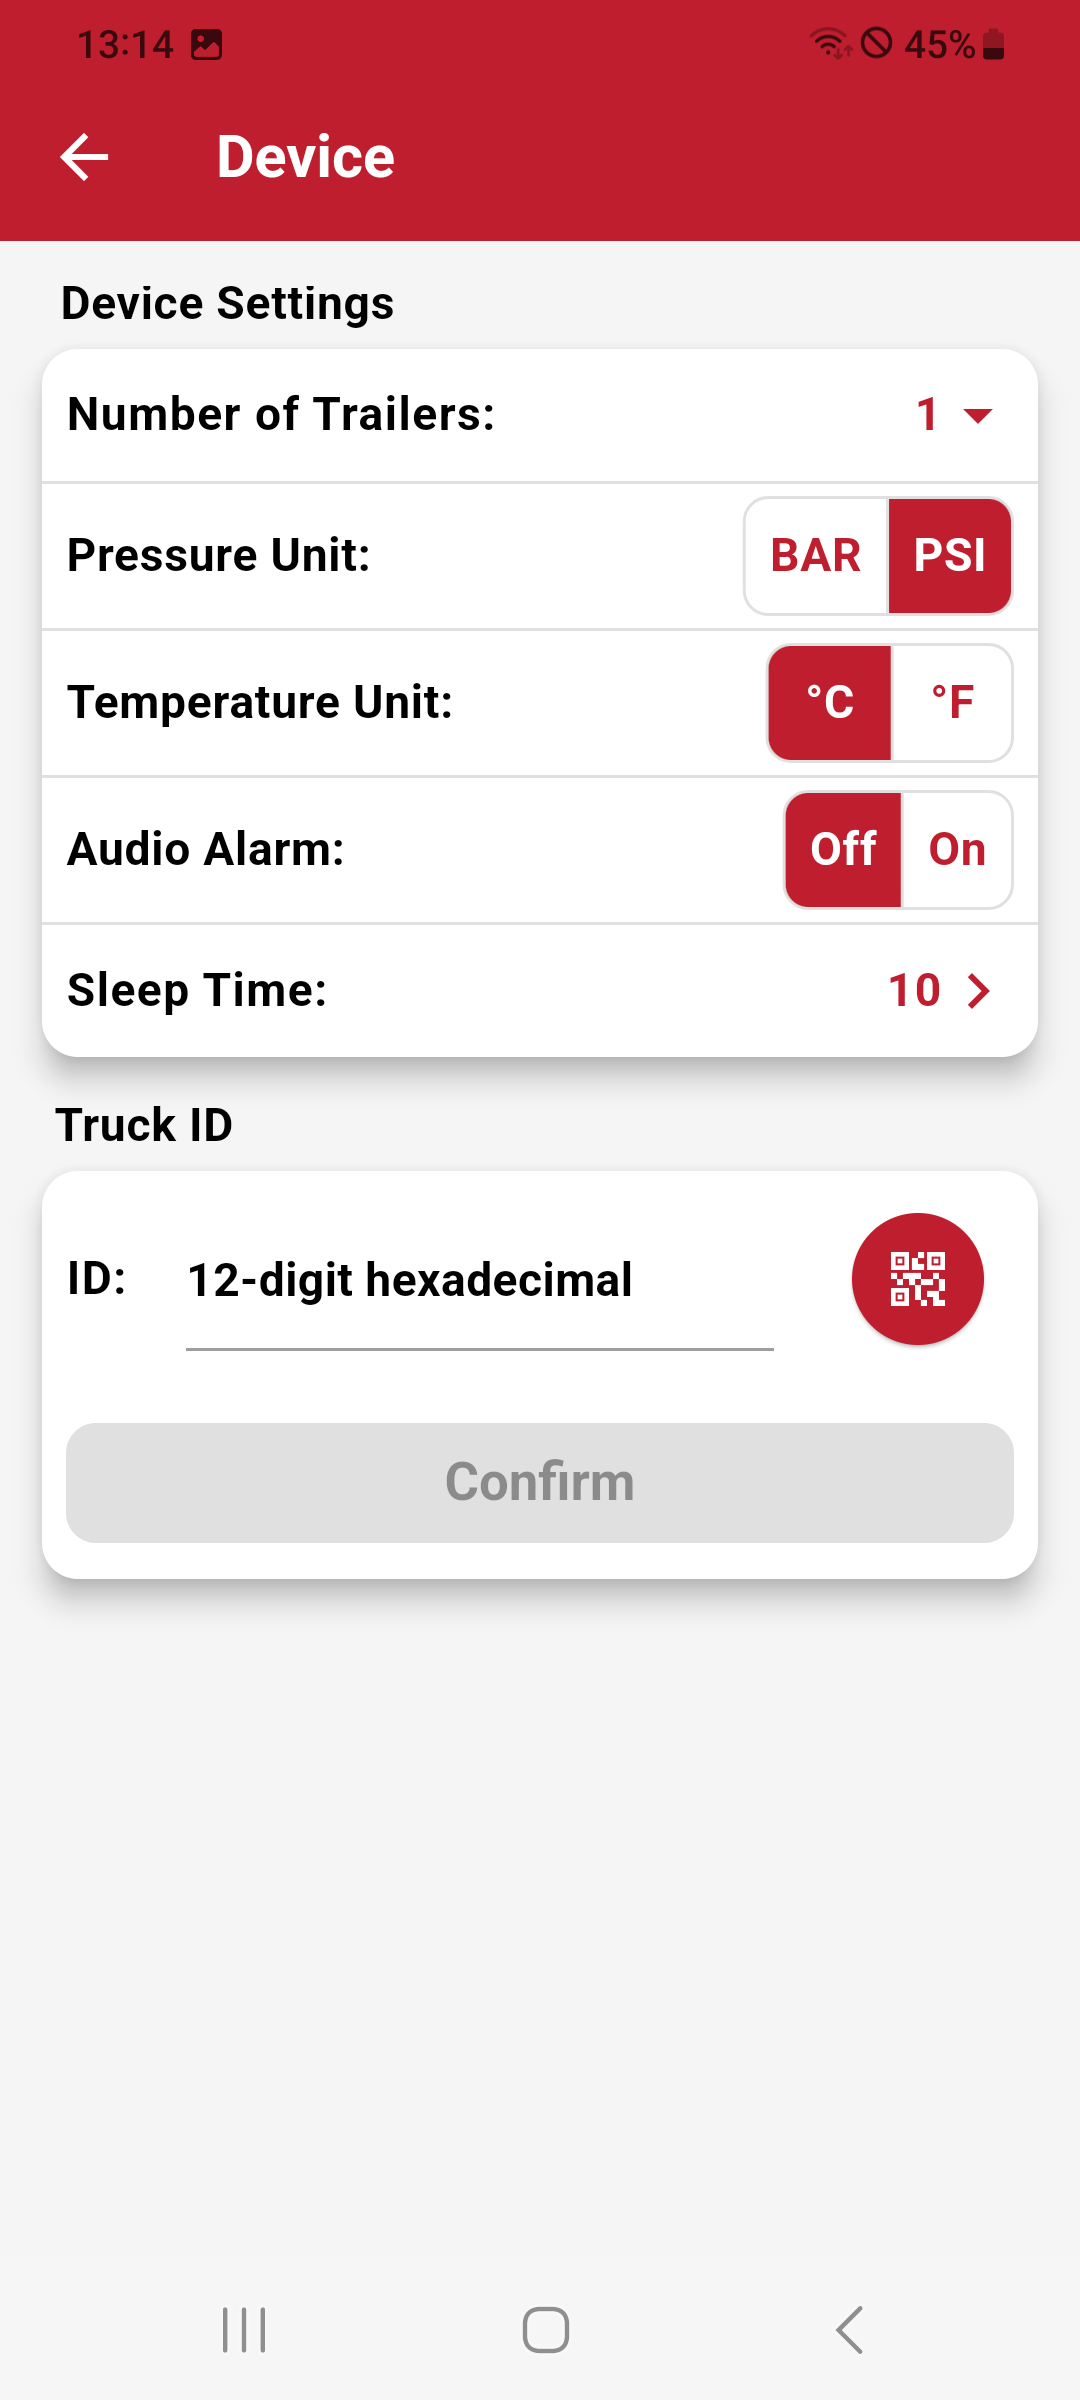 13:14 45%
Device
Device Settings
Number of Trailers: 1
Pressure Unit: BAR PSI
Temperature Unit: °C °F
Audio Alarm: Off On
Sleep Time: 10
Truck ID
ID: 12-digit hexadecimal
Confirm